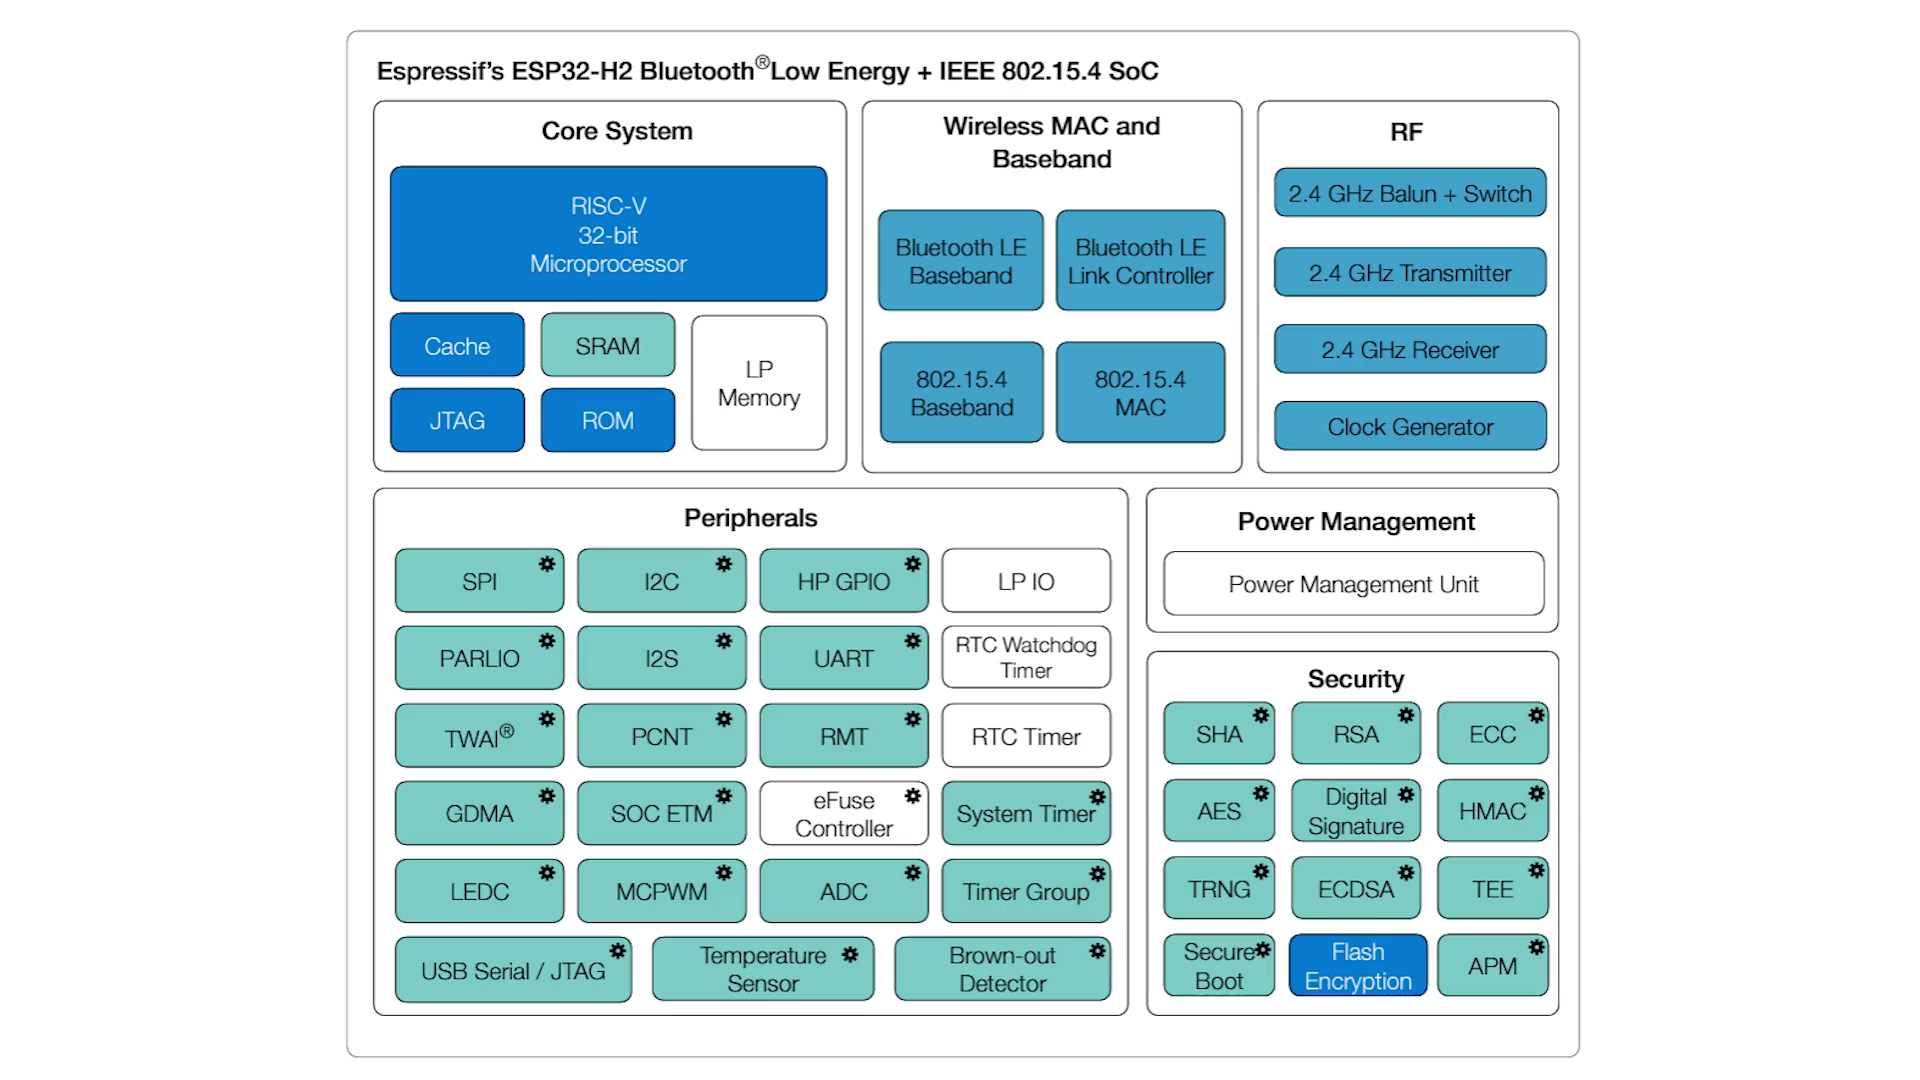 Espressif’s ESP32-H2 Bluetooth®Low Energy + IEEE 802.15.4 SoC
Core System
RISC-V
32-bit
Microprocessor
Cache
SRAM
LP
Memory
JTAG
ROM
Wireless MAC and
Baseband
Bluetooth LE
Baseband
Bluetooth LE
Link Controller
802.15.4
Baseband
802.15.4
MAC
RF
2.4 GHz Balun + Switch
2.4 GHz Transmitter
2.4 GHz Receiver
Clock Generator
Peripherals
SPI
I2C
HP GPIO
LP IO
PARLIO
I2S
UART
RTC Watchdog
Timer
TWAI®
PCNT
RMT
RTC Timer
GDMA
SOC ETM
eFuse
Controller
System Timer
LEDC
MCPWM
ADC
Timer Group
USB Serial / JTAG
Temperature
Sensor
Brown-out
Detector
Power Management
Power Management Unit
Security
SHA
RSA
ECC
AES
Digital
Signature
HMAC
TRNG
ECDSA
TEE
Secure
Boot
Flash
Encryption
APM